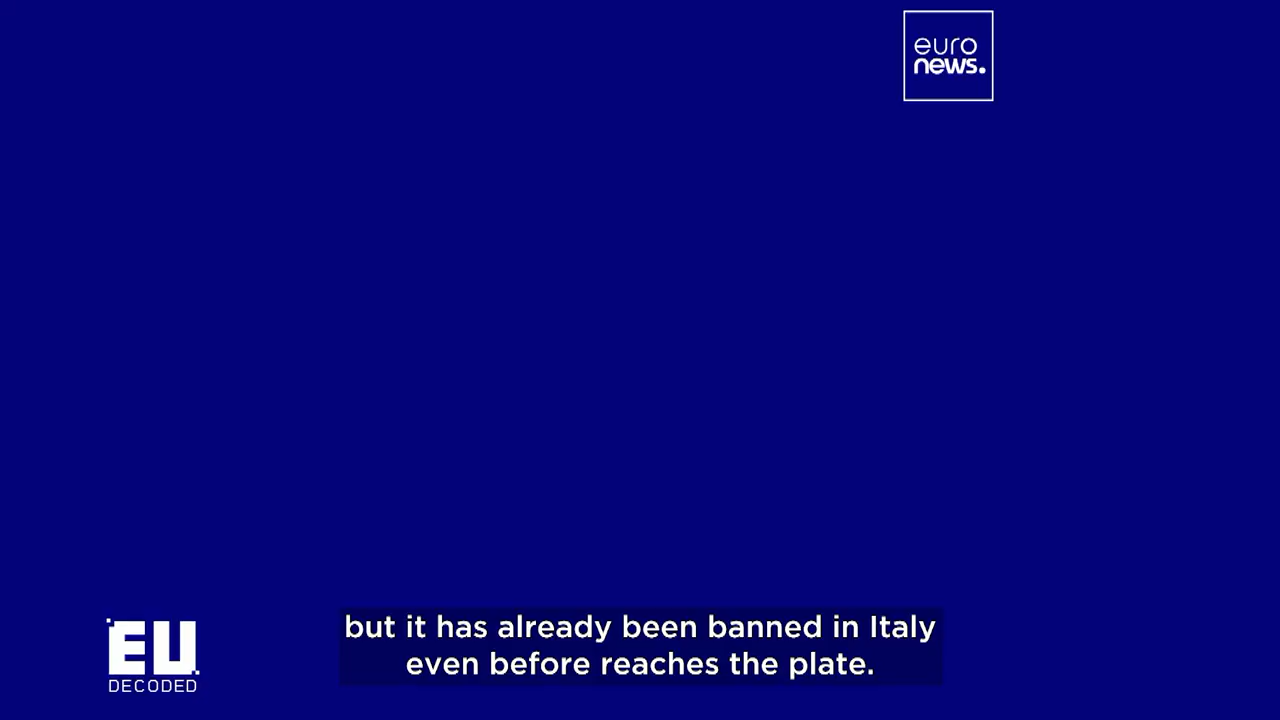 euro
news.
but it has already been banned in Italy
even before reaches the plate.
EU
DECODED